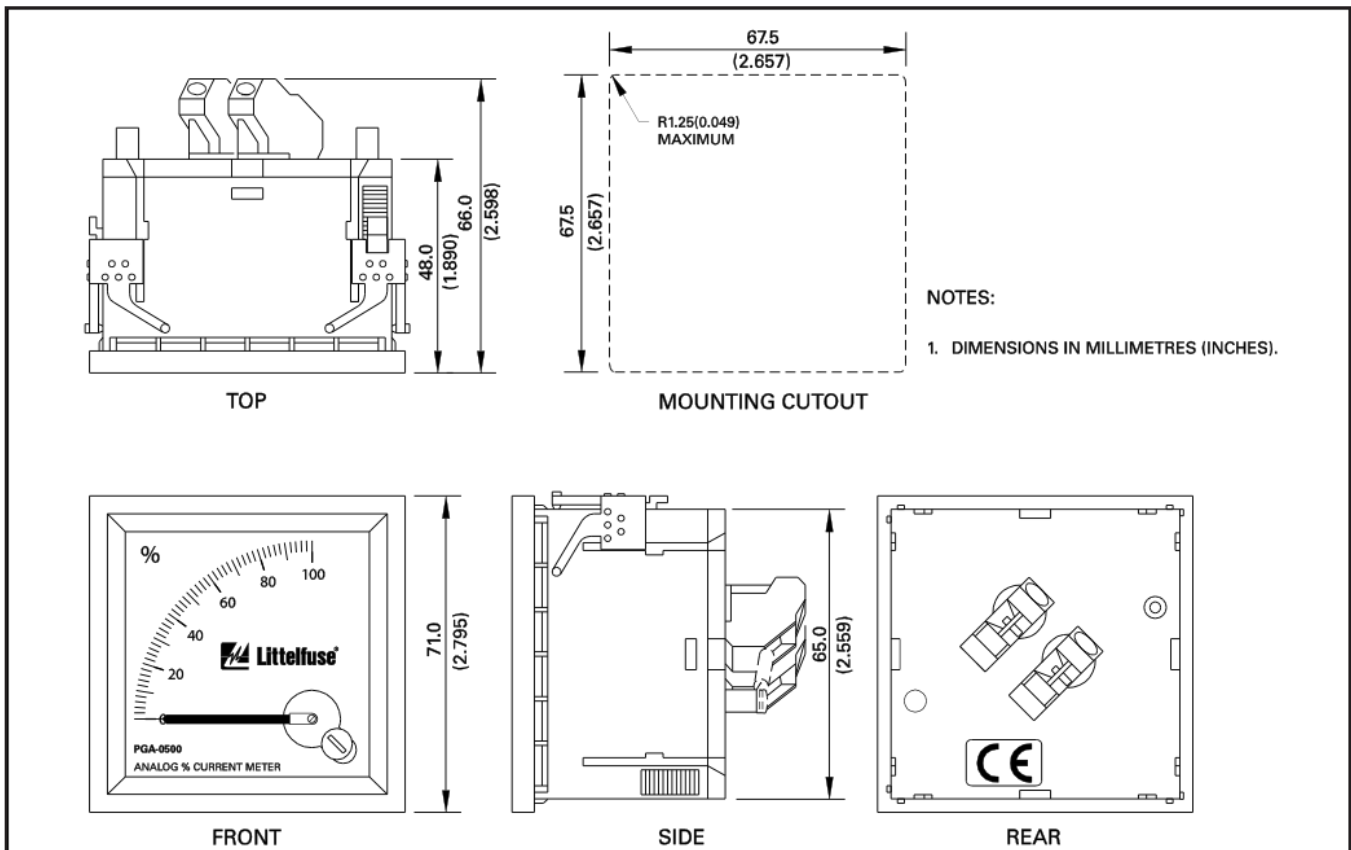 67.5
(2.657)
R1.25(0.049)
MAXIMUM
66.0
(2.598)
48.0
(1.890)
67.5
(2.657)
NOTES:
1. DIMENSIONS IN MILLIMETRES (INCHES).
TOP
MOUNTING CUTOUT
%
100
80
60
40
20
Littelfuse®
PGA-0500
ANALOG % CURRENT METER
71.0
(2.795)
65.0
(2.559)
CE
FRONT
SIDE
REAR